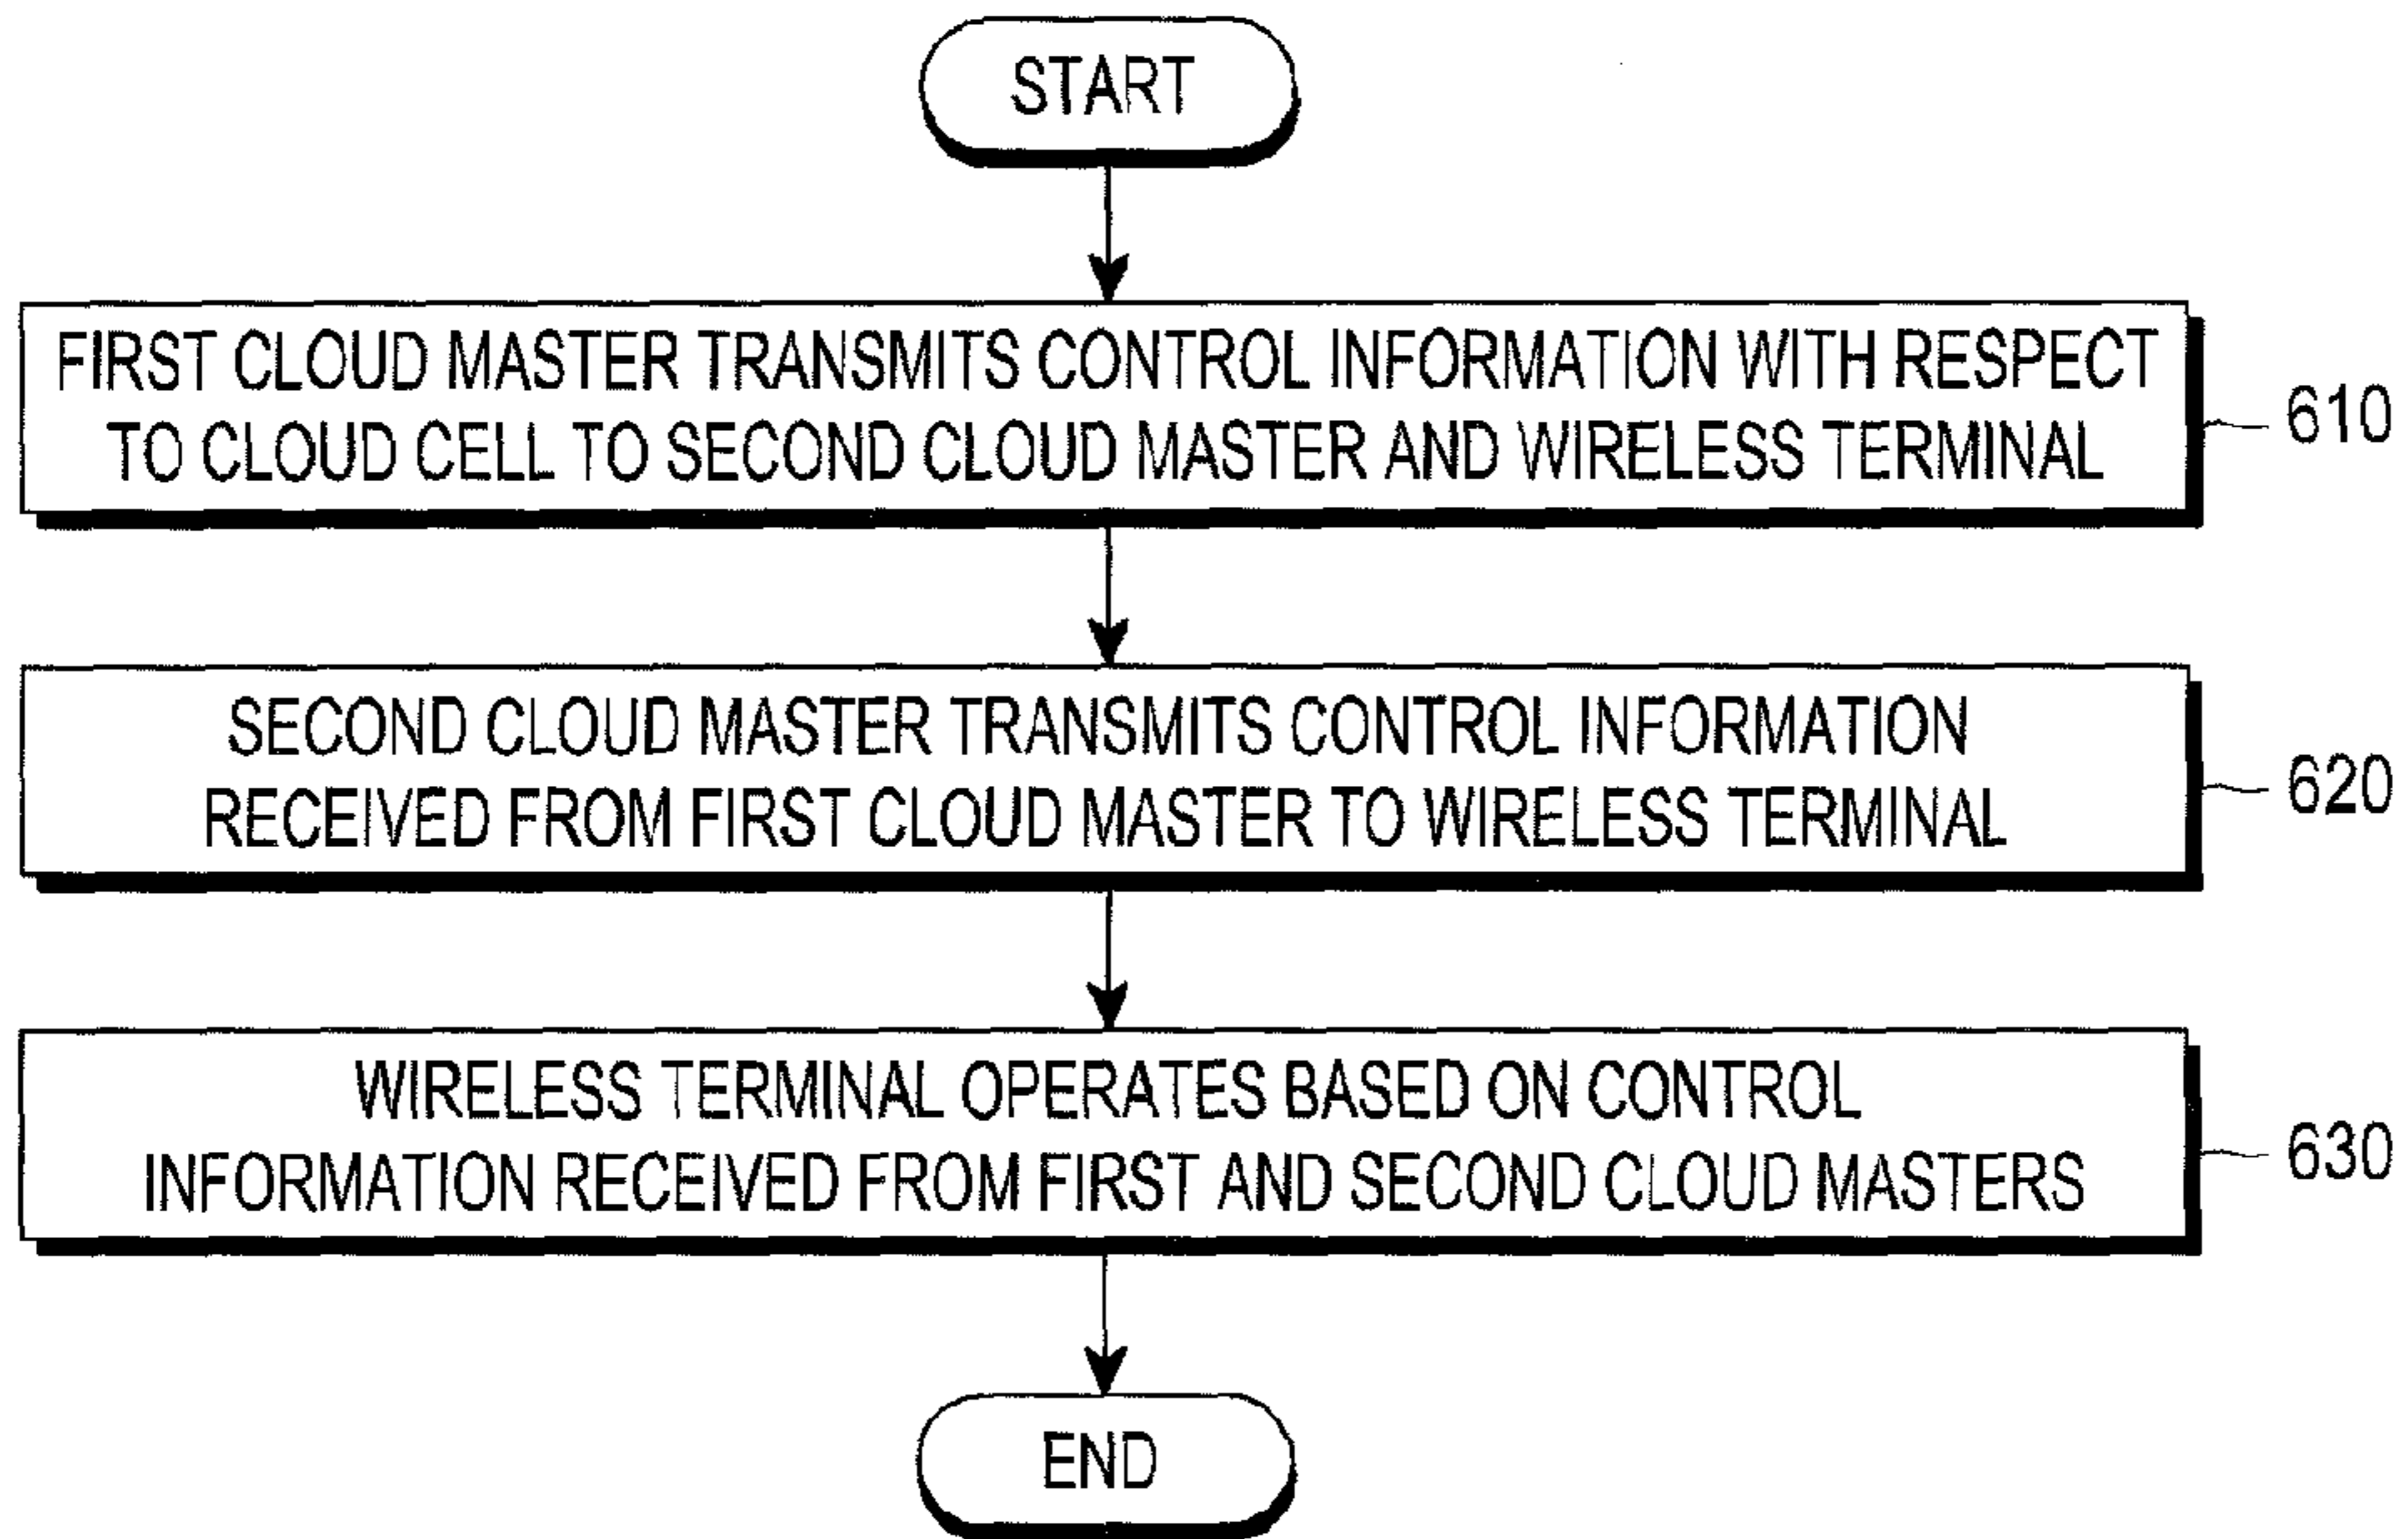 START
FIRST CLOUD MASTER TRANSMITS CONTROL INFORMATION WITH RESPECT
TO CLOUD CELL TO SECOND CLOUD MASTER AND WIRELESS TERMINAL
610
SECOND CLOUD MASTER TRANSMITS CONTROL INFORMATION
RECEIVED FROM FIRST CLOUD MASTER TO WIRELESS TERMINAL
620
WIRELESS TERMINAL OPERATES BASED ON CONTROL
INFORMATION RECEIVED FROM FIRST AND SECOND CLOUD MASTERS
630
END